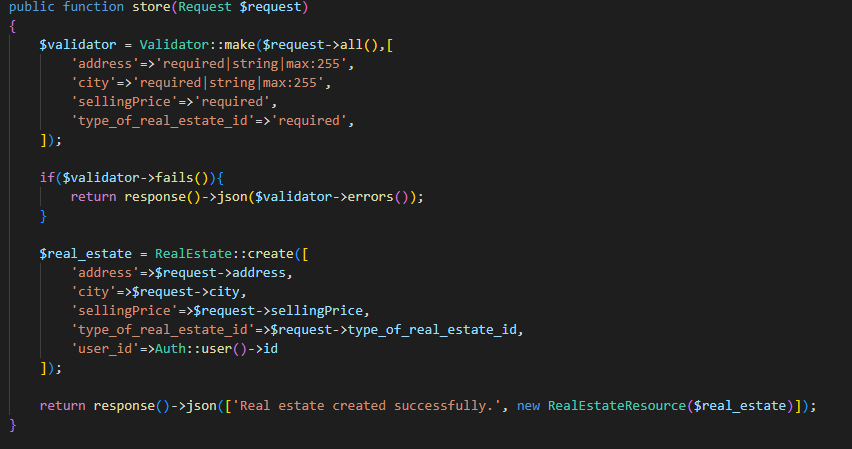 public function store(Request $request)
{
    $validator = Validator::make($request->all(),[
        'address'=>'required|string|max:255',
        'city'=>'required|string|max:255',
        'sellingPrice'=>'required',
        'type_of_real_estate_id'=>'required',
    ]);

    if($validator->fails()){
        return response()->json($validator->errors());
    }

    $real_estate = RealEstate::create([
        'address'=>$request->address,
        'city'=>$request->city,
        'sellingPrice'=>$request->sellingPrice,
        'type_of_real_estate_id'=>$request->type_of_real_estate_id,
        'user_id'=>Auth::user()->id
    ]);

    return response()->json(['Real estate created successfully.', new RealEstateResource($real_estate)]);
}